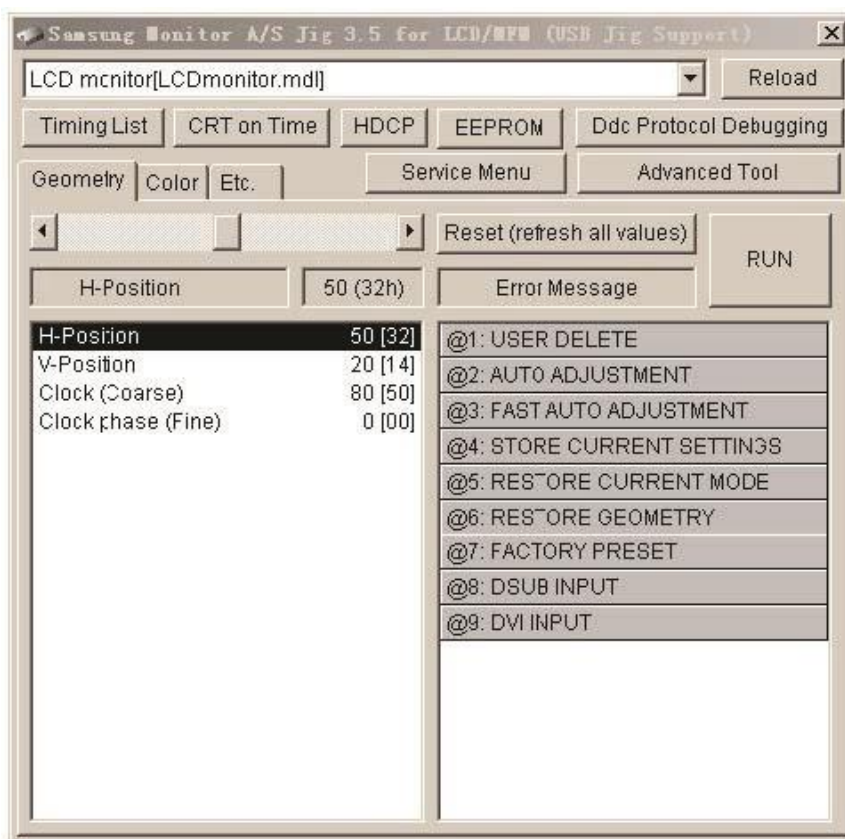 Samsung Monitor A/S Jig 3.5 for LCD/MFM (USB Jig Support)
LCD monitor[LCDmonitor.mdl]
Reload
Timing List
CRT on Time
HDCP
EEPROM
Ddc Protocol Debugging
Geometry
Color
Etc.
Service Menu
Advanced Tool
Reset (refresh all values)
RUN
H-Position
50 (32h)
Error Message
H-Position 50 [32]
V-Position 20 [14]
Clock (Coarse) 80 [50]
Clock phase (Fine) 0 [00]
@1: USER DELETE
@2: AUTO ADJUSTMENT
@3: FAST AUTO ADJUSTMENT
@4: STORE CURRENT SETTINGS
@5: RESTORE CURRENT MODE
@6: RESTORE GEOMETRY
@7: FACTORY PRESET
@8: DSUB INPUT
@9: DVI INPUT